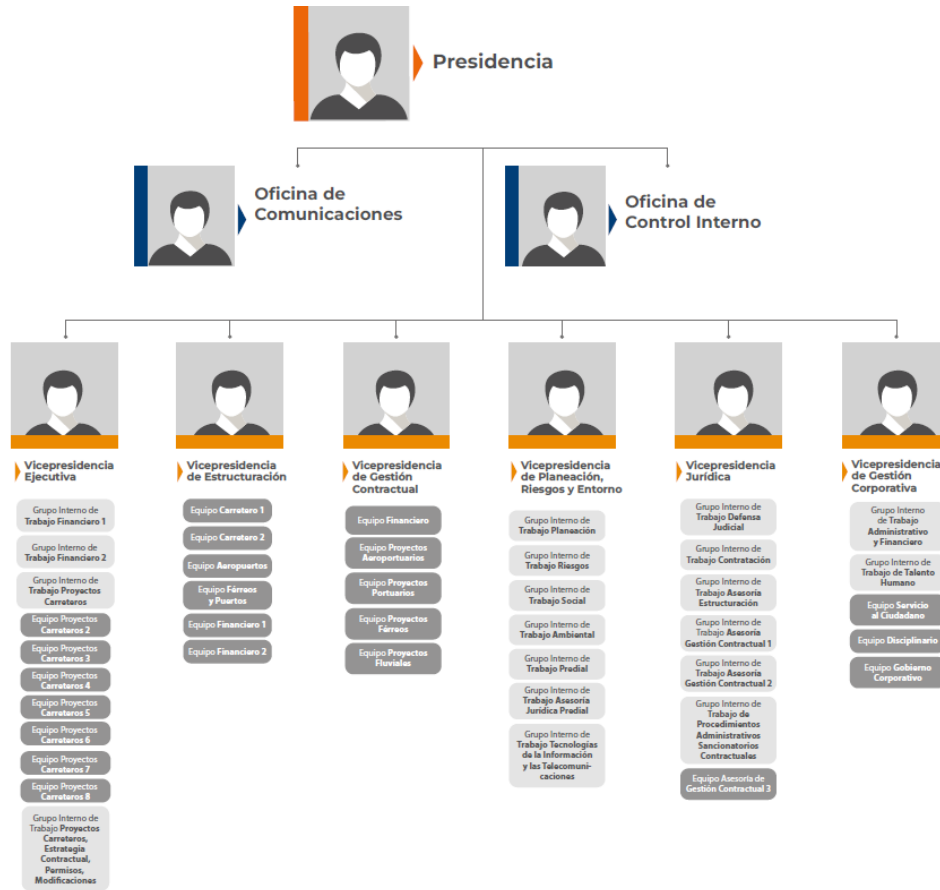 Presidencia
Oficina de
Comunicaciones
Oficina de
Control Interno
Vicepresidencia
Ejecutiva
Grupo Interno de
Trabajo Financiero 1
Grupo Interno de
Trabajo Financiero 2
Grupo Interno de
Trabajo Proyectos
Carreteros
Equipo Proyectos
Carreteros 2
Equipo Proyectos
Carreteros 3
Equipo Proyectos
Carreteros 4
Equipo Proyectos
Carreteros 5
Equipo Proyectos
Carreteros 6
Equipo Proyectos
Carreteros 7
Equipo Proyectos
Carreteros 8
Grupo Interno de
Trabajo Proyectos
Carreteros,
Estrategia
Contractual,
Permisos,
Modificaciones
Vicepresidencia
de Estructuración
Equipo Carretero 1
Equipo Carretero 2
Equipo Aeropuertos
Equipo Férreos
y Puertos
Equipo Financiero 1
Equipo Financiero 2
Vicepresidencia
de Gestión
Contractual
Equipo Financiero
Equipo Proyectos
Aeroportuarios
Equipo Proyectos
Portuarios
Equipo Proyectos
Férreos
Equipo Proyectos
Fluviales
Vicepresidencia
de Planeación,
Riesgos y Entorno
Grupo Interno de
Trabajo Planeación
Grupo Interno de
Trabajo Riesgos
Grupo Interno de
Trabajo Social
Grupo Interno de
Trabajo Ambiental
Grupo Interno de
Trabajo Predial
Grupo Interno de
Trabajo Asesoría
Jurídica Predial
Grupo Interno de
Trabajo Tecnologías
de la Información
y las Telecomuni-
caciones
Vicepresidencia
Jurídica
Grupo Interno de
Trabajo Defensa
Judicial
Grupo Interno de
Trabajo Contratación
Grupo Interno de
Trabajo Asesoría
Estructuración
Grupo Interno de
Trabajo Asesoría
Gestión Contractual 1
Grupo Interno de
Trabajo Asesoría
Gestión Contractual 2
Grupo Interno de
Trabajo de
Procedimientos
Administrativos
Sancionatorios
Contractuales
Equipo Asesoría de
Gestión Contractual 3
Vicepresidencia
de Gestión
Corporativa
Grupo Interno
de Trabajo
Administrativo
y Financiero
Grupo Interno de
Trabajo de Talento
Humano
Equipo Servicio
al Ciudadano
Equipo Disciplinario
Equipo Gobierno
Corporativo